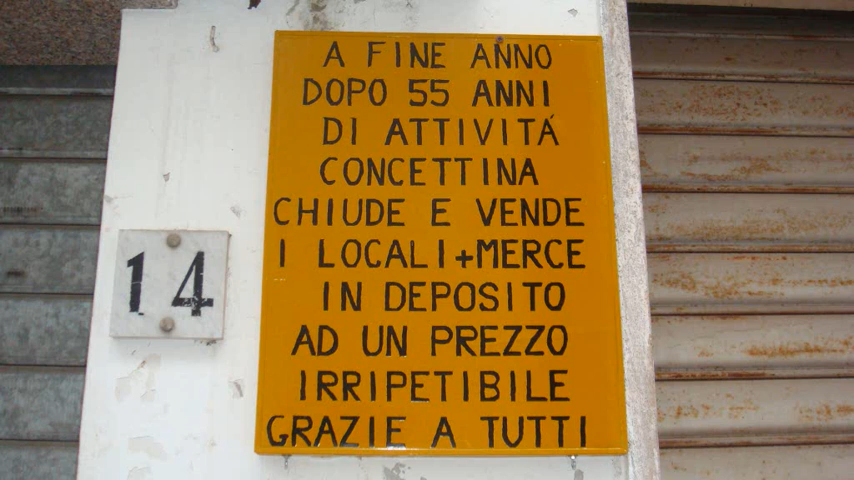 A FINE ANNO
DOPO 55 ANNI
DI ATTIVITÁ
CONCETTINA
CHIUDE E VENDE
I LOCALI+MERCE
IN DEPOSITO
AD UN PREZZO
IRRIPETIBILE
GRAZIE A TUTTI
14